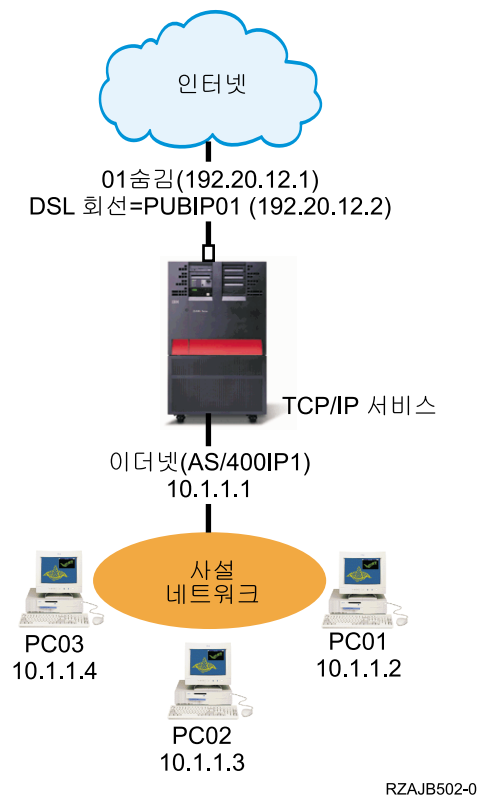 인터넷
01숨김(192.20.12.1)
DSL 회선=PUBIP01 (192.20.12.2)
TCP/IP 서비스
이더넷(AS/400IP1)
10.1.1.1
사설
네트워크
PC03
10.1.1.4
PC01
10.1.1.2
PC02
10.1.1.3
RZAJB502-0